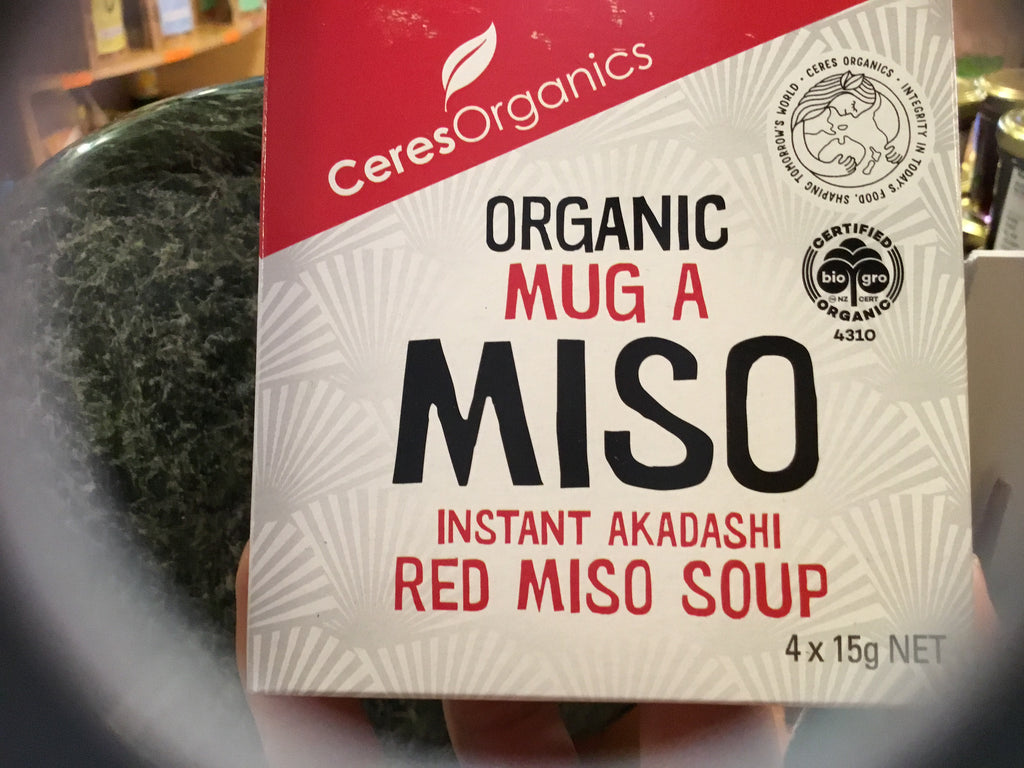 CeresOrganics
CERES ORGANICS · INTEGRITY IN TODAY'S FOOD, SHAPING TOMORROW'S WORLD ·
ORGANIC
MUG A
MISO
CERTIFIED
bio gro
NZ CERT
ORGANIC
4310
INSTANT AKADASHI
RED MISO SOUP
4 x 15g NET